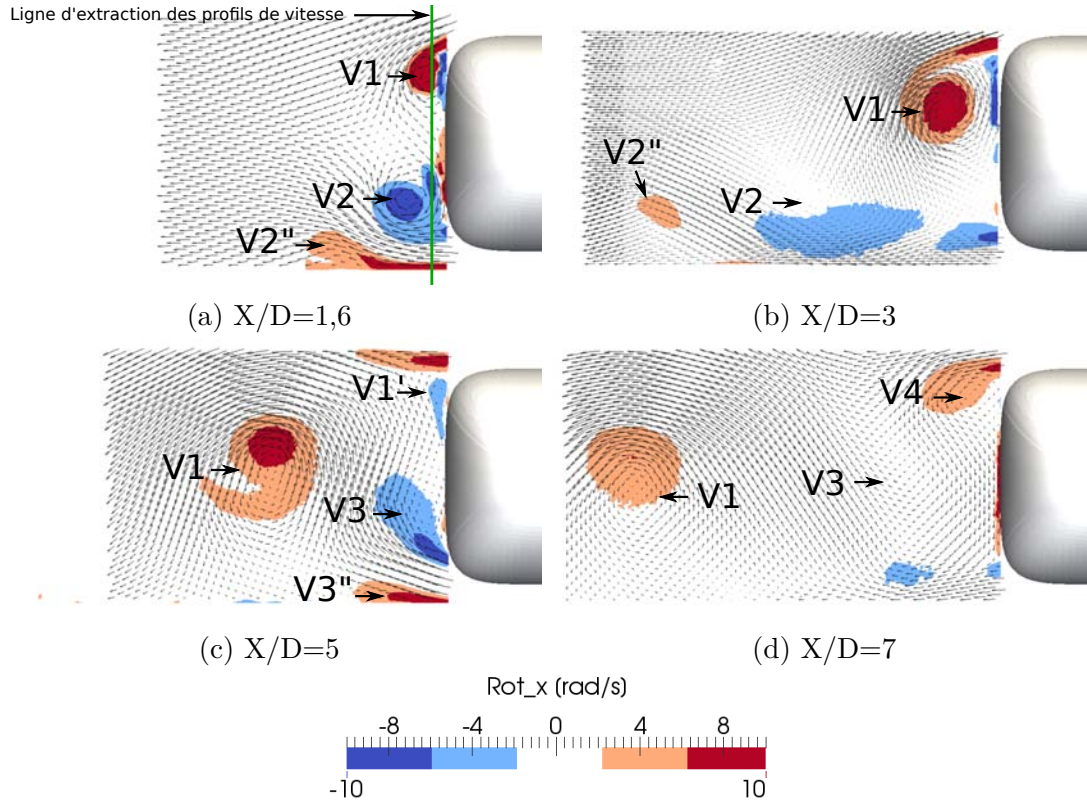 Ligne d'extraction des profils de vitesse
V1
V2
V2"
(a) X/D=1,6
V1
V2"
V2
(b) X/D=3
V1'
V1
V3
V3"
(c) X/D=5
V4
V3
V1
(d) X/D=7
Rot_x (rad/s)
-8 -4 0 4 8
-10 10